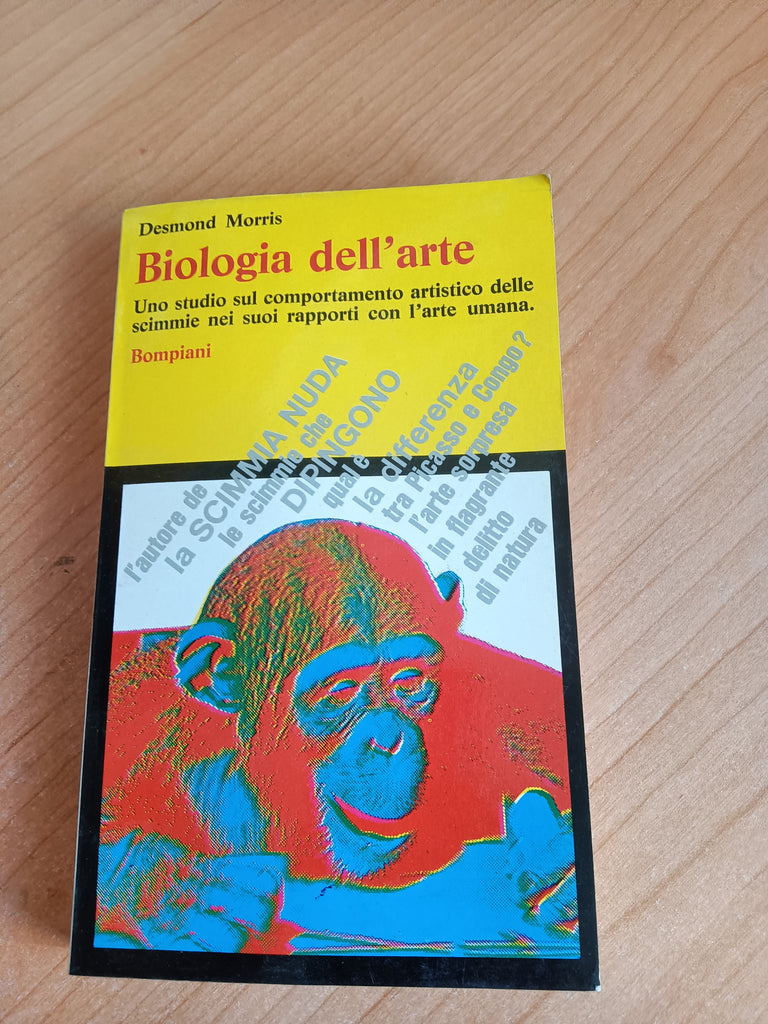 Desmond Morris
Biologia dell'arte
Uno studio sul comportamento artistico delle
scimmie nei suoi rapporti con l'arte umana.
Bompiani
l'autore de
la SCIMMIA NUDA
le scimmie che
DIPINGONO
qual e
la differenza
tra Picasso e Congo?
l'arte sorpresa
in flagrante
delitto
di natura